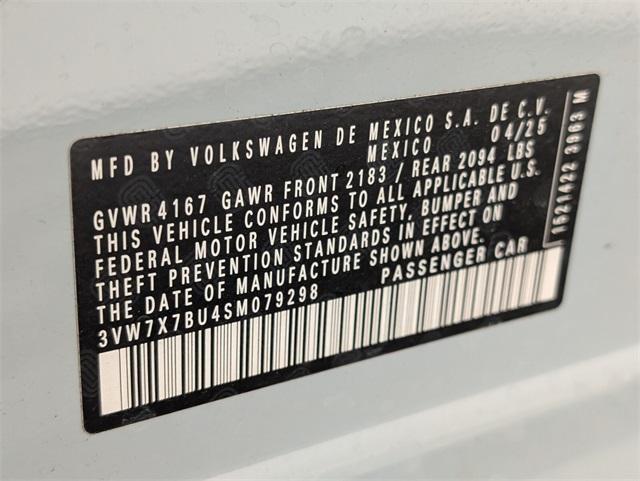 MFD BY VOLKSWAGEN DE MEXICO S.A. DE C.V.
MEXICO 04/25
GVWR 4167 GAWR FRONT 2183 / REAR 2094 LBS
THIS VEHICLE CONFORMS TO ALL APPLICABLE U.S.
FEDERAL MOTOR VEHICLE SAFETY, BUMPER AND
THEFT PREVENTION STANDARDS IN EFFECT ON
THE DATE OF MANUFACTURE SHOWN ABOVE.
3VW7X7BU4SM079298 PASSENGER CAR
1521432 3963 M